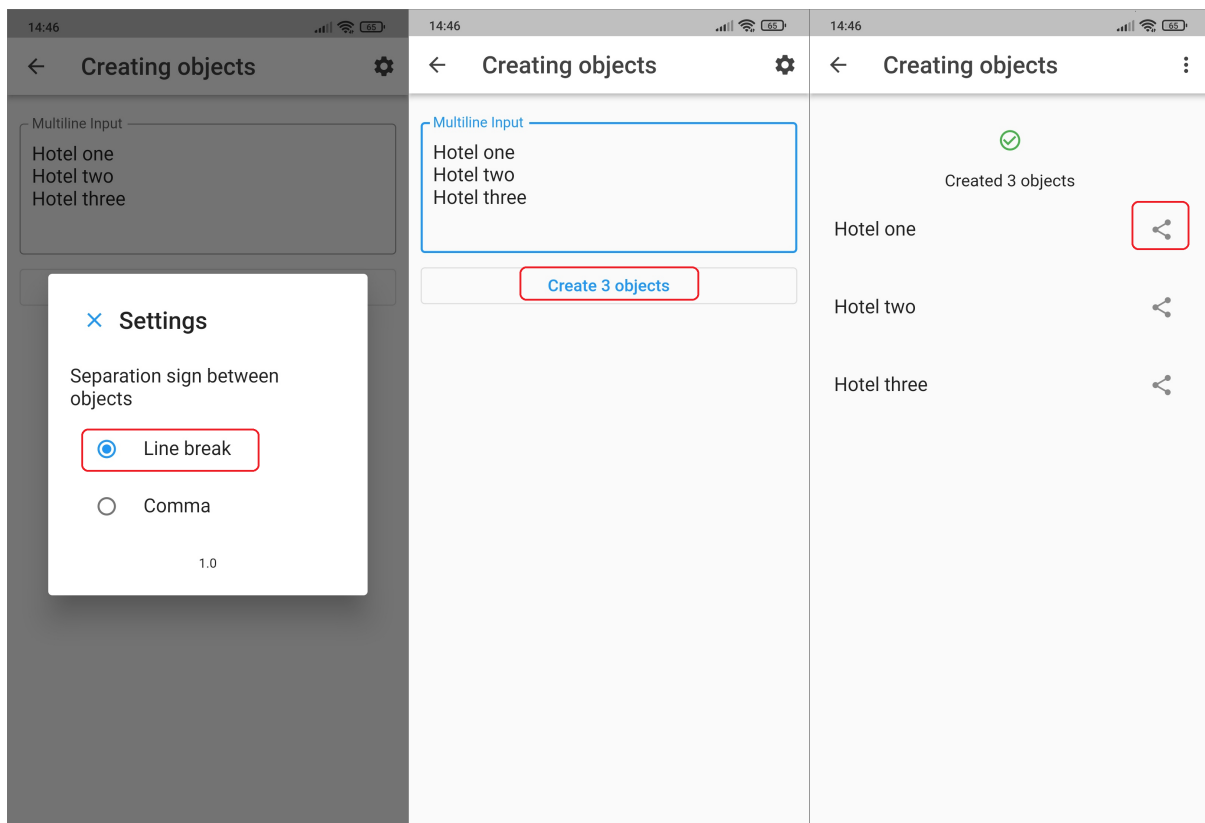 14:46
65
Creating objects
Multiline Input
Hotel one
Hotel two
Hotel three
Settings
Separation sign between
objects
Line break
Comma
1.0
14:46
65
Creating objects
Multiline Input
Hotel one
Hotel two
Hotel three
Create 3 objects
14:46
65
Creating objects
Created 3 objects
Hotel one
Hotel two
Hotel three